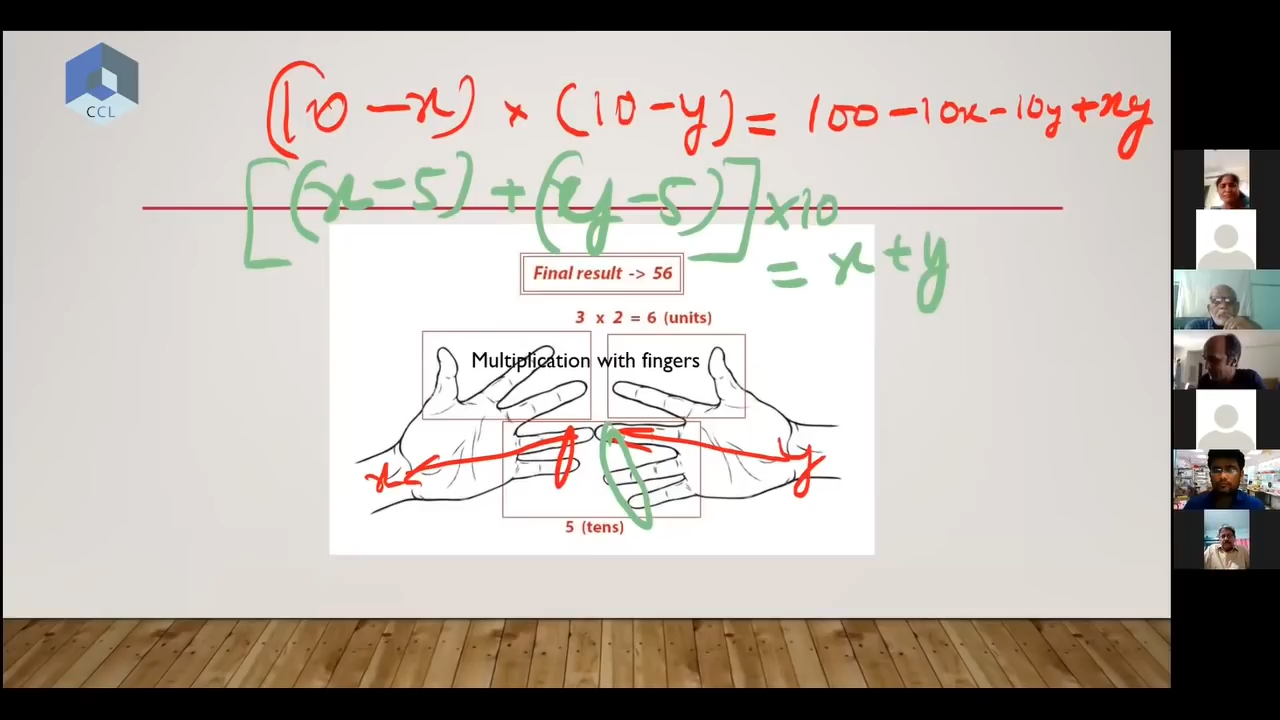 CCL
(10 - x) × (10 - y) = 100 - 10x - 10y + xy
[(x - 5) + (y - 5)] × 10
= x + y
Final result -> 56
3 x 2 = 6 (units)
Multiplication with fingers
x y
5 (tens)